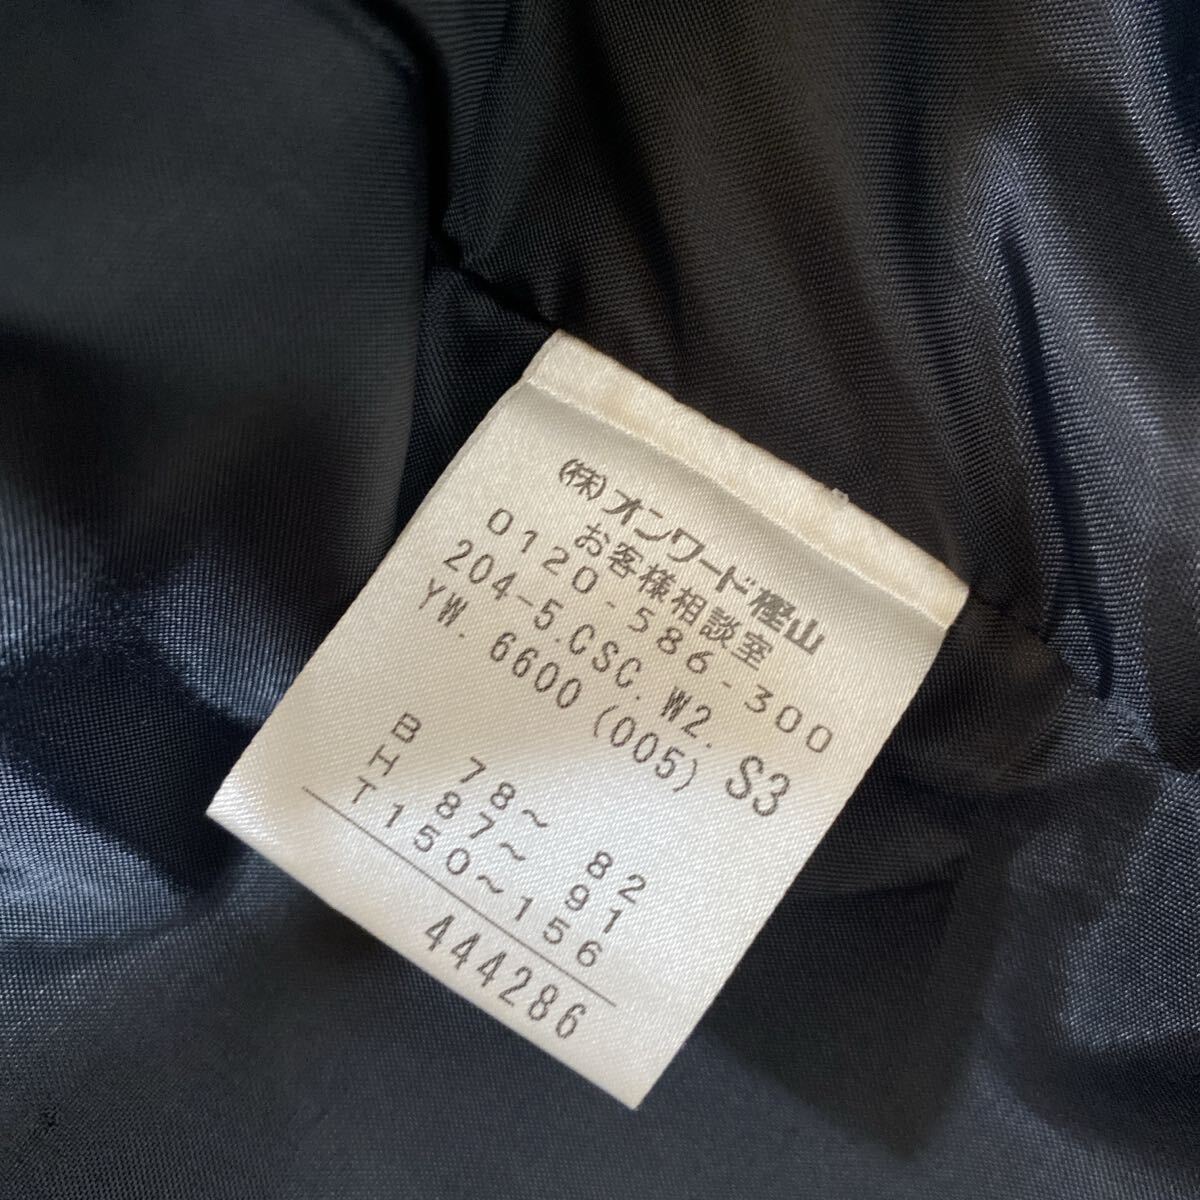 (株)オンワード樫山
お客様相談室
0120-586-300
204-5.CSC.W2. S3
YW. 6600 (005)
B 78~ 82
H 87~ 91
T150~156
444286